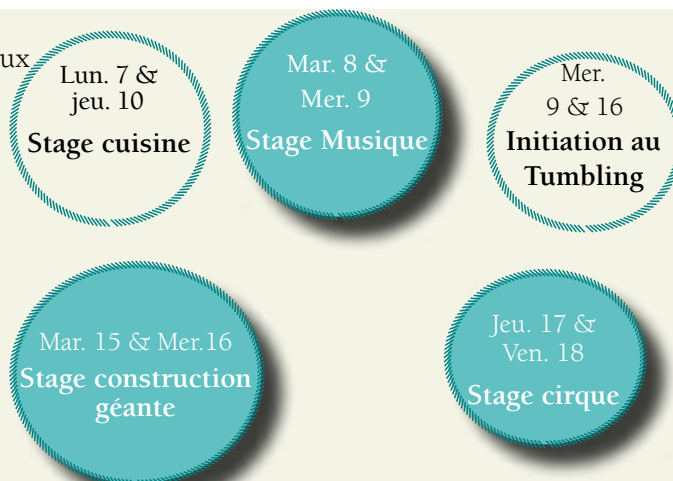 ux
Lun. 7 &
jeu. 10
Stage cuisine
Mar. 8 &
Mer. 9
Stage Musique
Mer.
9 & 16
Initiation au
Tumbling
Mar. 15 & Mer.16
Stage construction
géante
Jeu. 17 &
Ven. 18
Stage cirque